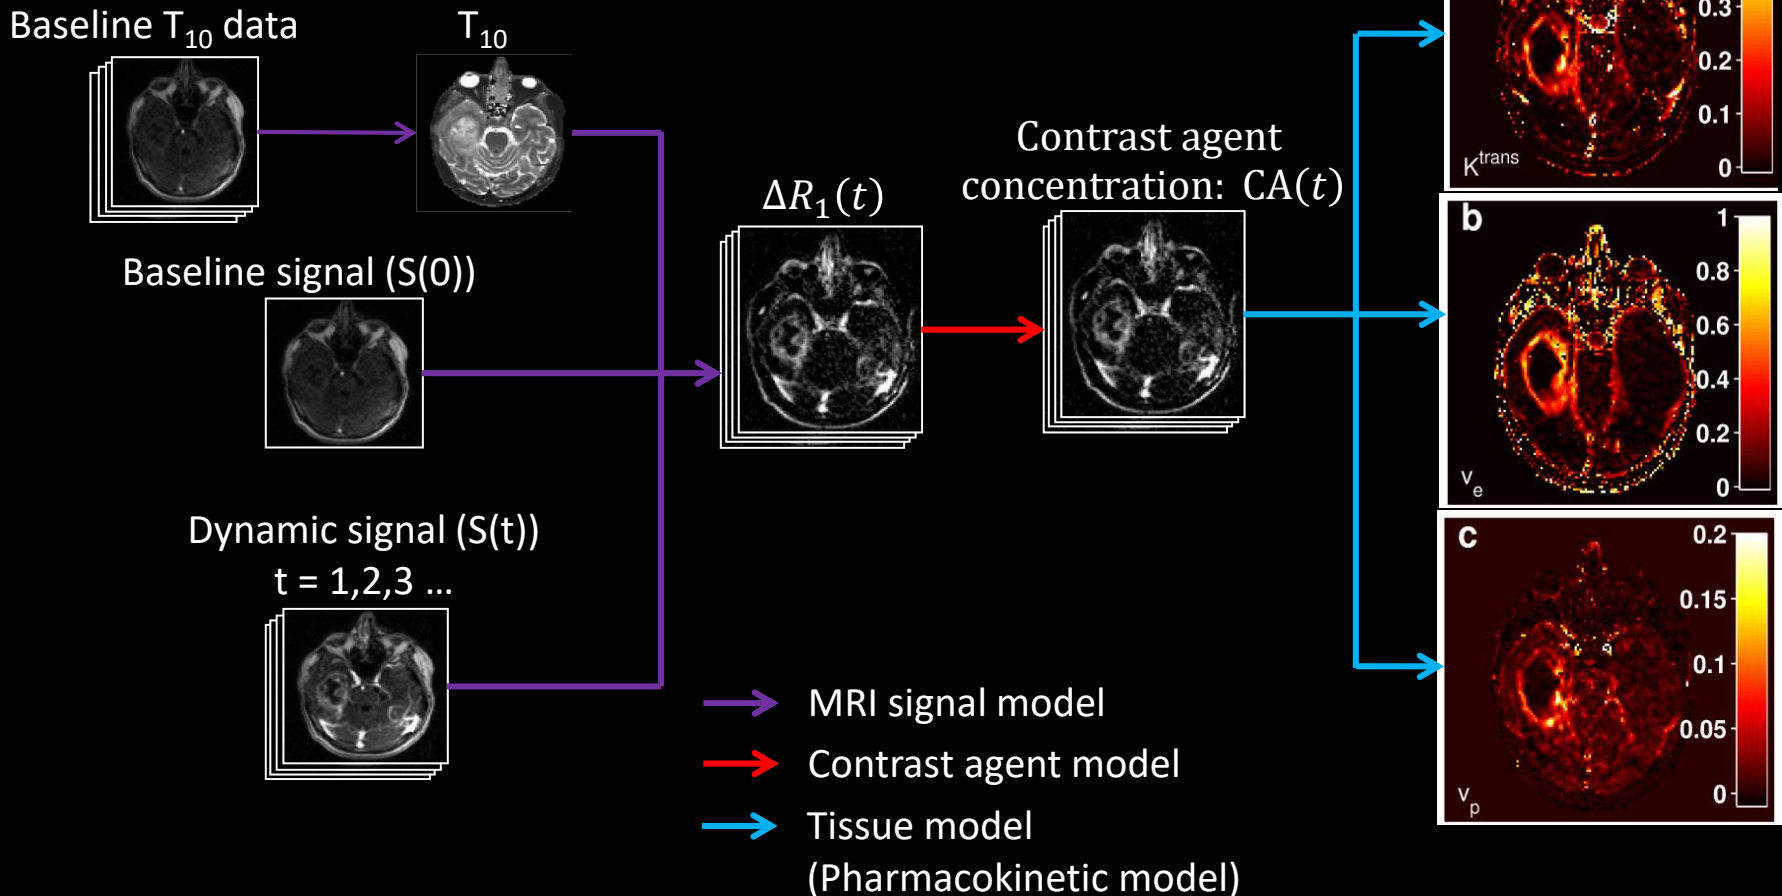 Baseline T10 data
T10
Baseline signal (S(0))
Dynamic signal (S(t))
t = 1,2,3 ...
ΔR1(t)
Contrast agent
concentration: CA(t)
0.3
0.2
0.1
0
Ktrans
b
1
0.8
0.6
0.4
0.2
0
ve
c
0.2
0.15
0.1
0.05
0
vp
MRI signal model
Contrast agent model
Tissue model
(Pharmacokinetic model)